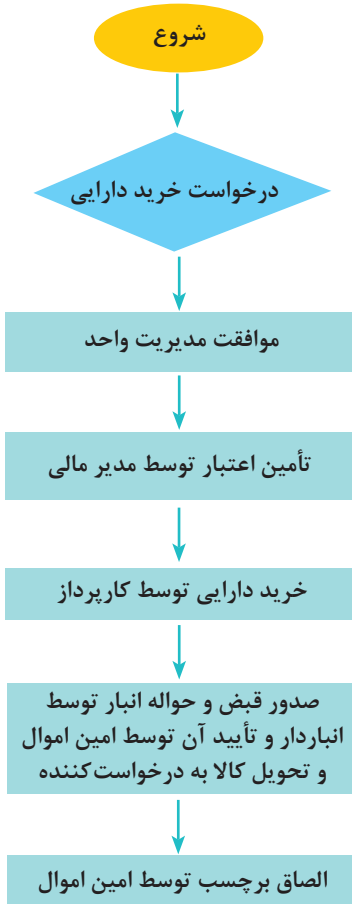 شروع
درخواست خرید دارایی
موافقت مدیریت واحد
تأمین اعتبار توسط مدیر مالی
خرید دارایی توسط کارپرداز
صدور قبض و حواله انبار توسط
انباردار و تأیید آن توسط امین اموال
و تحویل کالا به درخواست‌کننده
الصاق برچسب توسط امین اموال